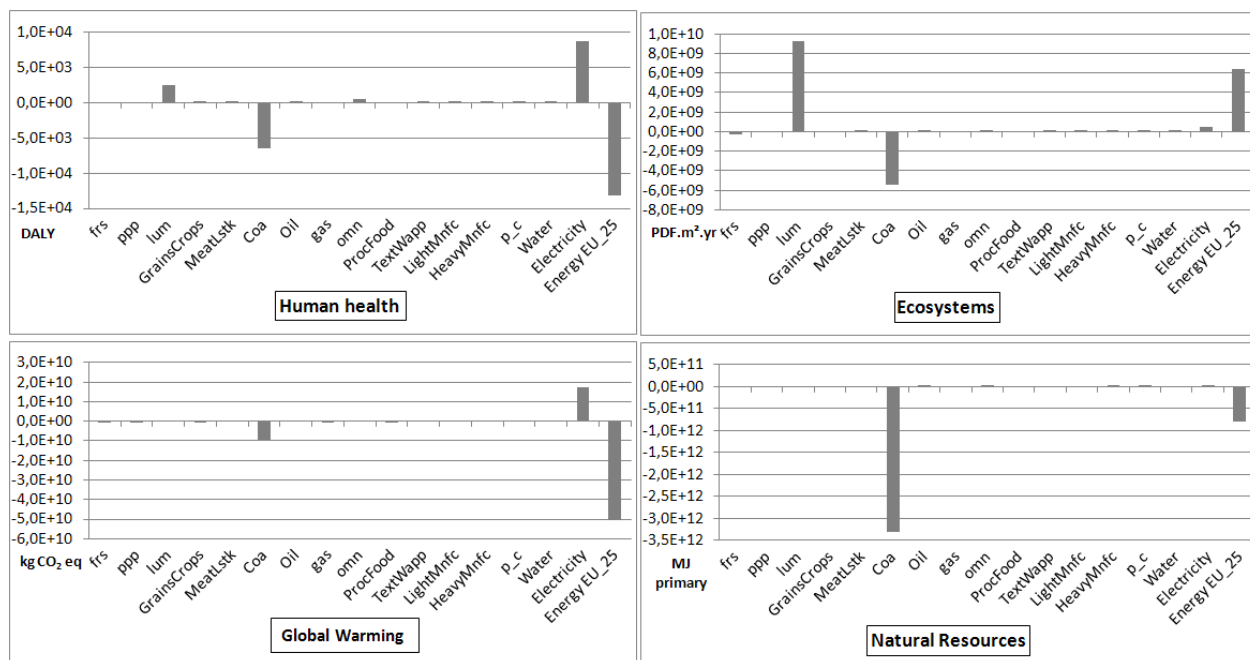 1,0E+04
5,0E+03
0,0E+00
-5,0E+03
-1,0E+04
-1,5E+04
DALY
frs
ppp
lum
GrainsCrops
MeatLstk
Coa
Oil
gas
omn
ProcFood
TextWapp
LightMnfc
HeavyMnfc
p_c
Water
Electricity
Energy EU_25
Human health
1,0E+10
8,0E+09
6,0E+09
4,0E+09
2,0E+09
0,0E+00
-2,0E+09
-4,0E+09
-6,0E+09
-8,0E+09
PDF.m².yr
frs
ppp
lum
GrainsCrops
MeatLstk
Coa
Oil
gas
omn
ProcFood
TextWapp
LightMnfc
HeavyMnfc
p_c
Water
Electricity
Energy EU_25
Ecosystems
3,0E+10
2,0E+10
1,0E+10
0,0E+00
-1,0E+10
-2,0E+10
-3,0E+10
-4,0E+10
-5,0E+10
-6,0E+10
kg CO₂ eq
frs
ppp
lum
GrainsCrops
MeatLstk
Coa
Oil
gas
omn
ProcFood
TextWapp
LightMnfc
HeavyMnfc
p_c
Water
Electricity
Energy EU_25
Global Warming
5,0E+11
0,0E+00
-5,0E+11
-1,0E+12
-1,5E+12
-2,0E+12
-2,5E+12
-3,0E+12
-3,5E+12
MJ
primary
frs
ppp
lum
GrainsCrops
MeatLstk
Coa
Oil
gas
omn
ProcFood
TextWapp
LightMnfc
HeavyMnfc
p_c
Water
Electricity
Energy EU_25
Natural Resources